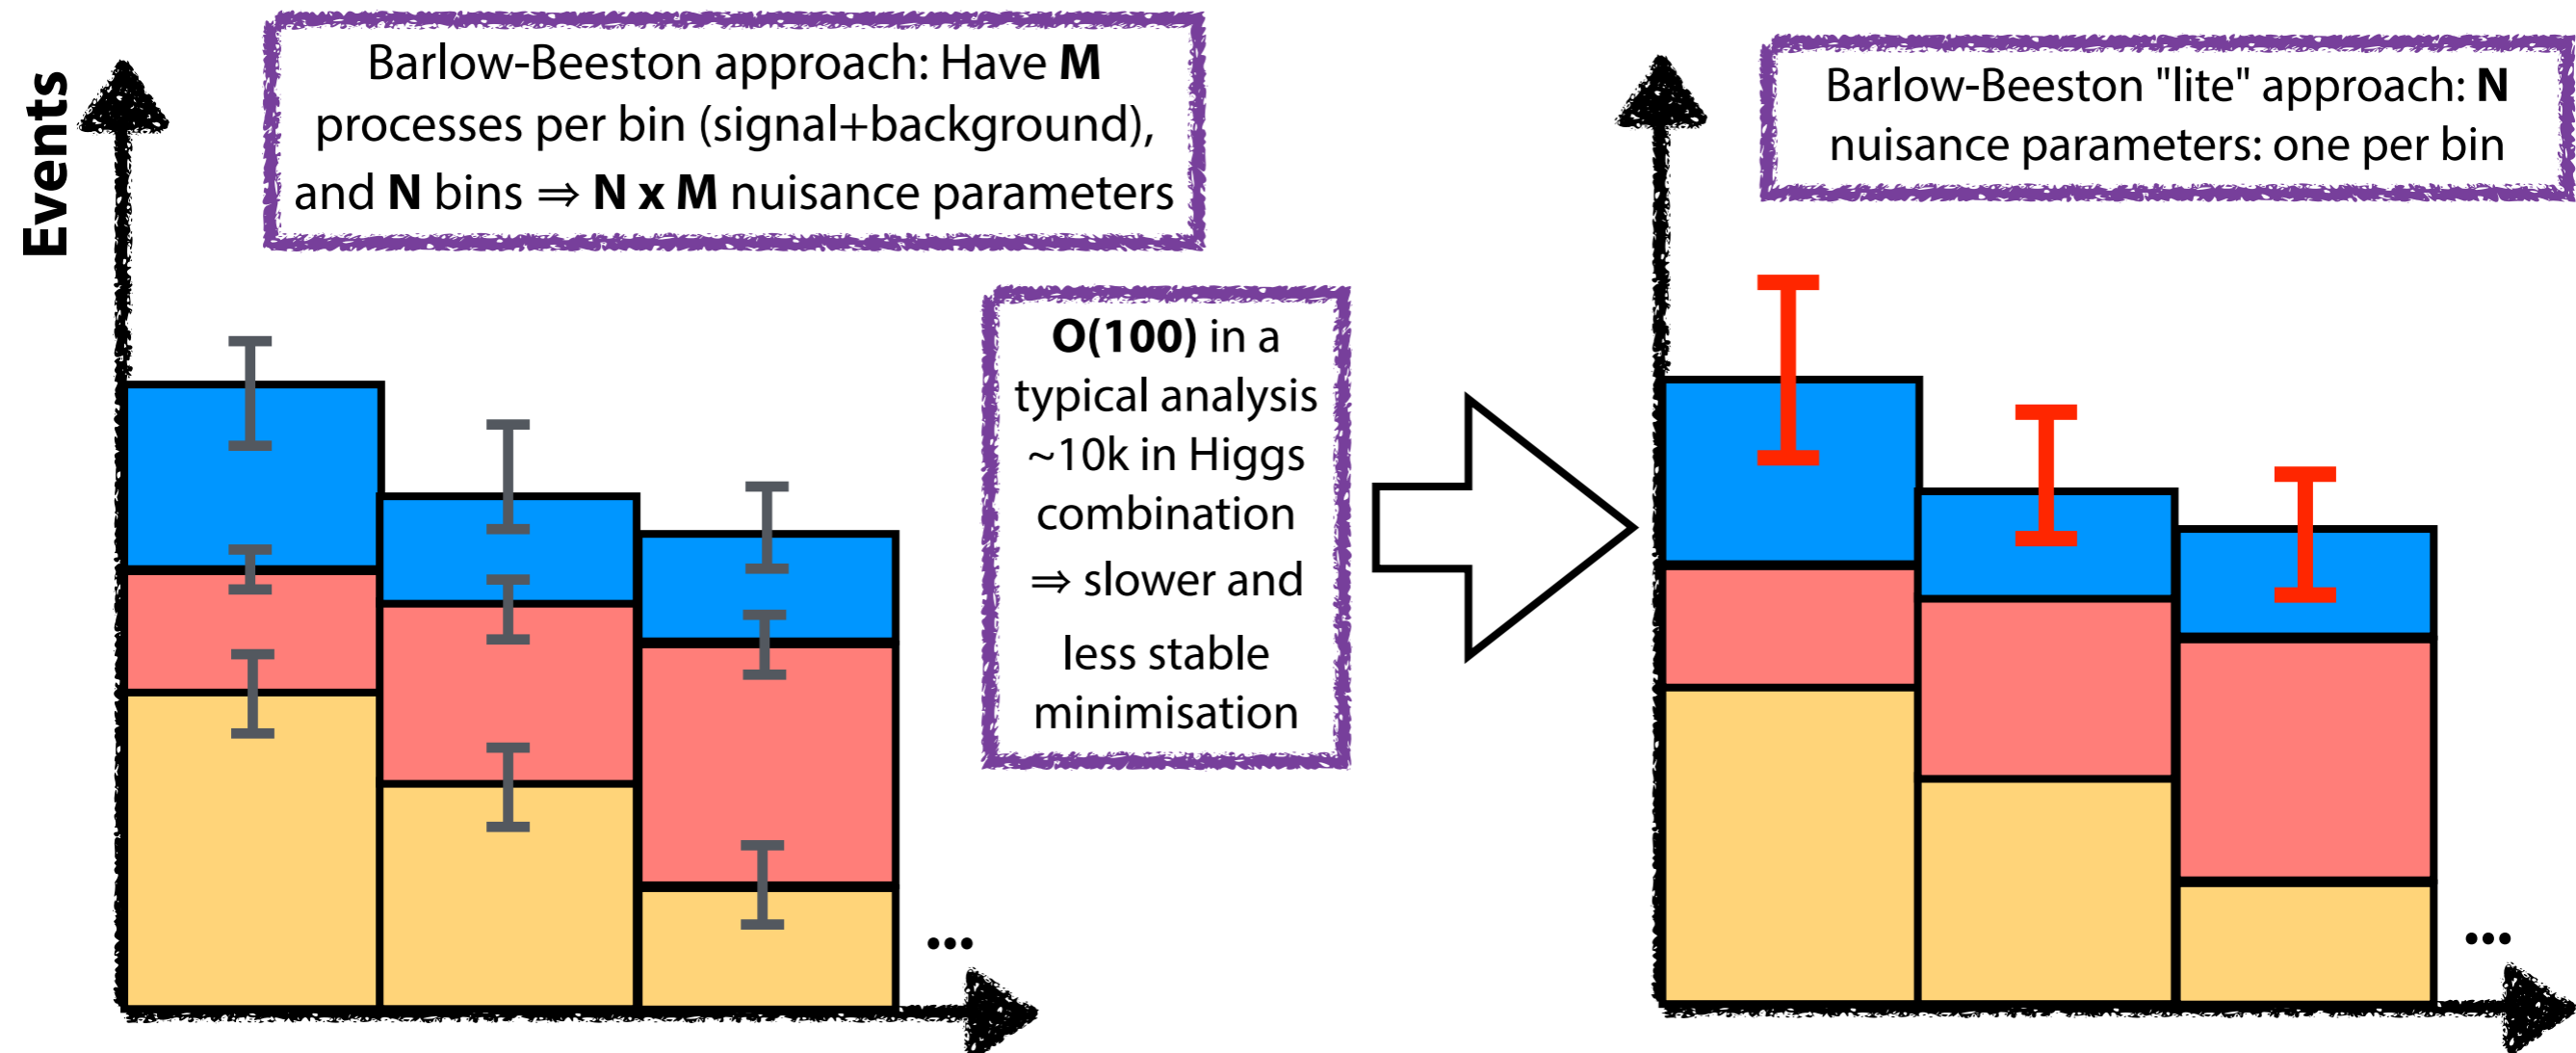 Events
Barlow-Beeston approach: Have M
processes per bin (signal+background),
and N bins ⇒ N x M nuisance parameters
O(100) in a
typical analysis
~10k in Higgs
combination
⇒ slower and
less stable
minimisation
...
Barlow-Beeston "lite" approach: N
nuisance parameters: one per bin
...